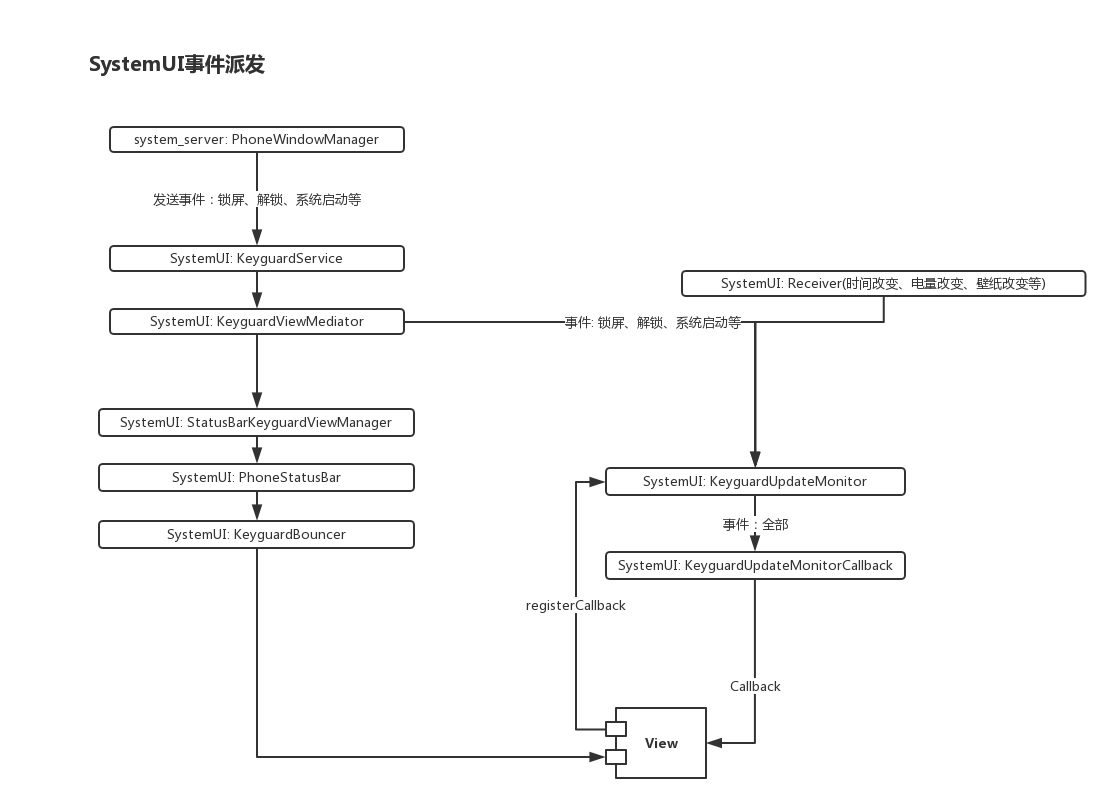 SystemUI事件派发
system_server: PhoneWindowManager
发送事件：锁屏、解锁、系统启动等
SystemUI: KeyguardService
SystemUI: Receiver(时间改变、电量改变、壁纸改变等)
SystemUI: KeyguardViewMediator
事件: 锁屏、解锁、系统启动等
SystemUI: StatusBarKeyguardViewManager
SystemUI: PhoneStatusBar
SystemUI: KeyguardUpdateMonitor
事件：全部
SystemUI: KeyguardBouncer
SystemUI: KeyguardUpdateMonitorCallback
registerCallback
Callback
View